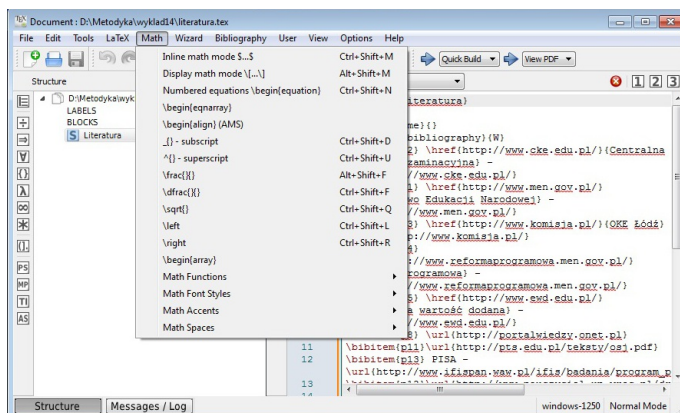 Document : D:\Metodyka\wyklad14\literatura.tex
File Edit Tools LaTeX Math Wizard Bibliography User View Options Help
Quick Build View PDF
Structure
D:\Metodyka\wyk
LABELS
BLOCKS
S Literatura
Inline math mode $...$ Ctrl+Shift+M
Display math mode \[...\] Alt+Shift+M
Numbered equations \begin{equation} Ctrl+Shift+N
\begin{eqnarray}
\begin{align} (AMS)
_{} - subscript Ctrl+Shift+D
^{} - superscript Ctrl+Shift+U
\frac{}{} Alt+Shift+F
\dfrac{}{} Ctrl+Shift+F
\sqrt{} Ctrl+Shift+Q
\left Ctrl+Shift+L
\right Ctrl+Shift+R
\begin{array}
Math Functions
Math Font Styles
Math Accents
Math Spaces
1 2 3
iteratura}
me}{}
bibliography}{W}
} \href{http://www.cke.edu.pl/}{Centralna
zaminacyjna} -
//www.cke.edu.pl/}
} \href{http://www.men.gov.pl/}
wo Edukacji Narodowej} -
//www.men.gov.pl/}
} \href{http://www.komisja.pl/}{OKE Łódź}
p://www.komisja.pl/}
}
://www.reformaprogramowa.men.gov.pl/}
rogramowa} -
//www.reformaprogramowa.men.gov.pl/}
} \href{http://www.ewd.edu.pl/}
a wartość dodana} -
//www.ewd.edu.pl/}
} \url{http://portalwiedzy.onet.pl}
11 \bibitem{p11}\url{http://pts.edu.pl/teksty/osj.pdf}
12 \bibitem{p13} PISA -
\url{http://www.ifispan.waw.pl/ifis/badania/program_p
13
14
PS
MP
TI
AS
Structure Messages / Log windows-1250 Normal Mode